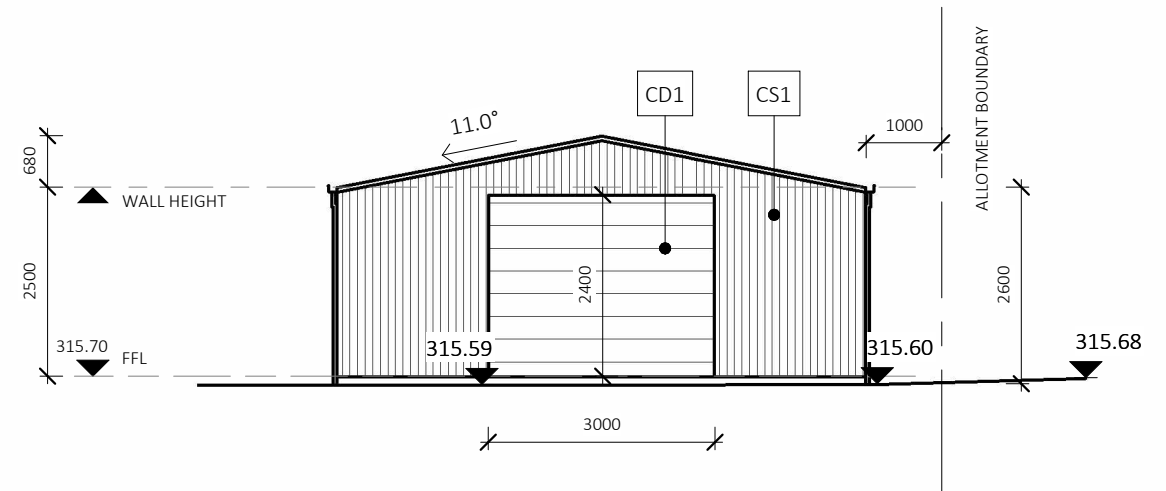 CD1
CS1
ALLOTMENT BOUNDARY
11.0°
1000
680
WALL HEIGHT
2500
2400
2600
315.70
FFL
315.59
315.60
315.68
3000